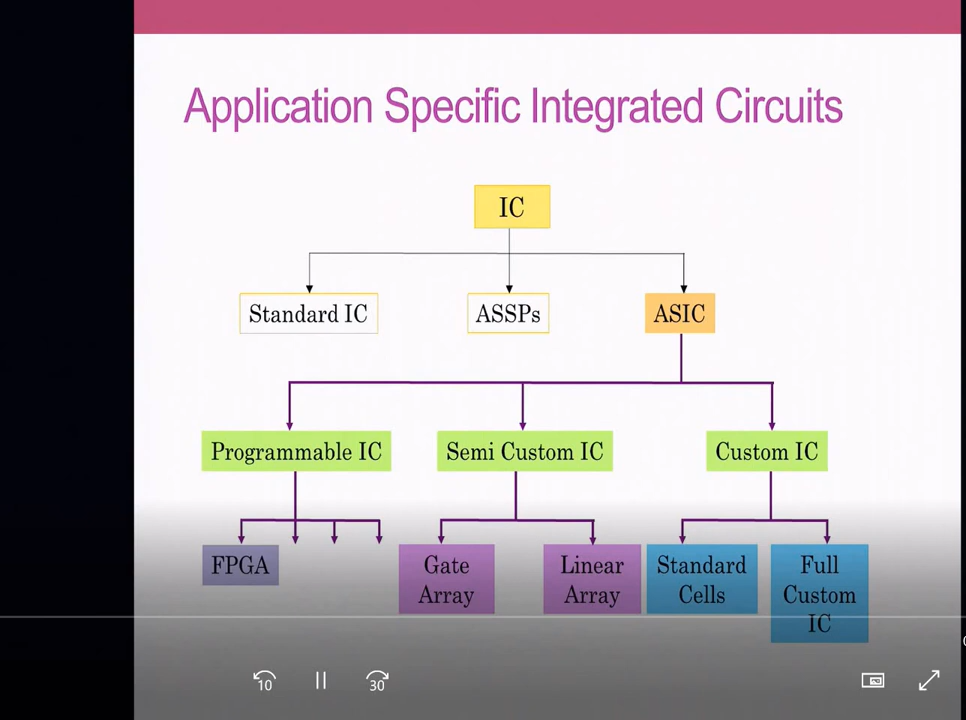 Application Specific Integrated Circuits
IC
Standard IC
ASSPs
ASIC
Programmable IC
Semi Custom IC
Custom IC
FPGA
Gate
Array
Linear
Array
Standard
Cells
Full
Custom
IC
10
30